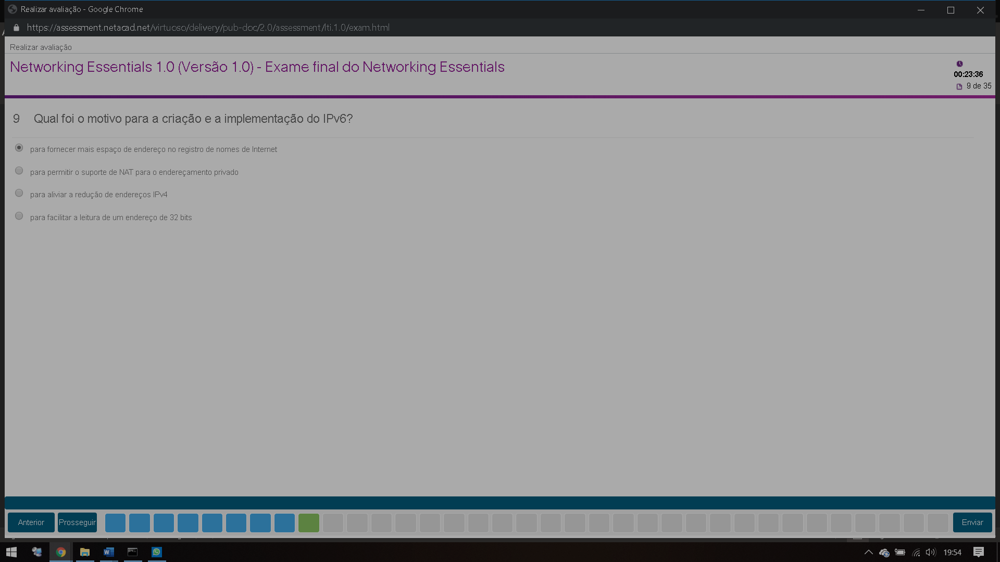 Realizar avaliação - Google Chrome
https://assessment.netacad.net/virtuoso/delivery/pub-doc/2.0/assessment/lti.1.0/exam.html
Realizar avaliação
Networking Essentials 1.0 (Versão 1.0) - Exame final do Networking Essentials
00:23:36
9 de 35
9 Qual foi o motivo para a criação e a implementação do IPv6?
para fornecer mais espaço de endereço no registro de nomes de Internet
para permitir o suporte de NAT para o endereçamento privado
para aliviar a redução de endereços IPv4
para facilitar a leitura de um endereço de 32 bits
Anterior
Prosseguir
Enviar
19:54